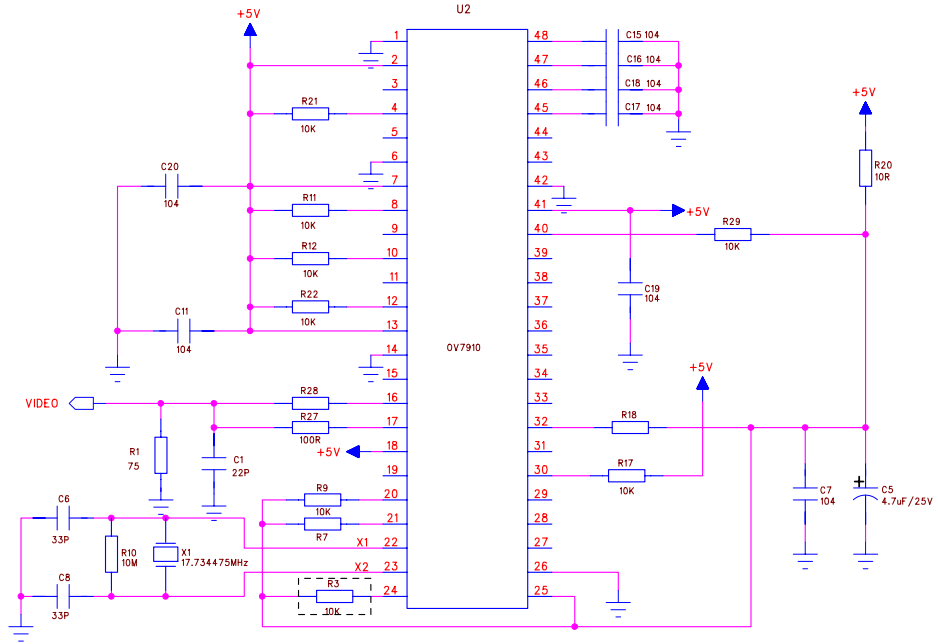 U2
+5V
1
48
C15 104
2
47
C16 104
3
46
C18 104
+5V
R21
4
45
C17 104
10K
5
44
6
43
C20
R20
10R
7
42
104
R11
8
41
+5V
10K
R29
9
40
10K
R12
10
39
10K
11
38
C19
104
R22
12
37
10K
C11
13
36
104
OV7910
14
35
+5V
15
34
VIDEO
R28
16
33
R27
17
32
R18
100R
R1
75
C1
22P
+5V
18
31
R17
19
30
10K
C7
104
C5
4.7uF/25V
+
C6
R9
20
29
10K
33P
R7
21
28
R10
10M
X1
17.734475MHz
X1
22
27
C8
X2
23
26
33P
R3
24
25
10K